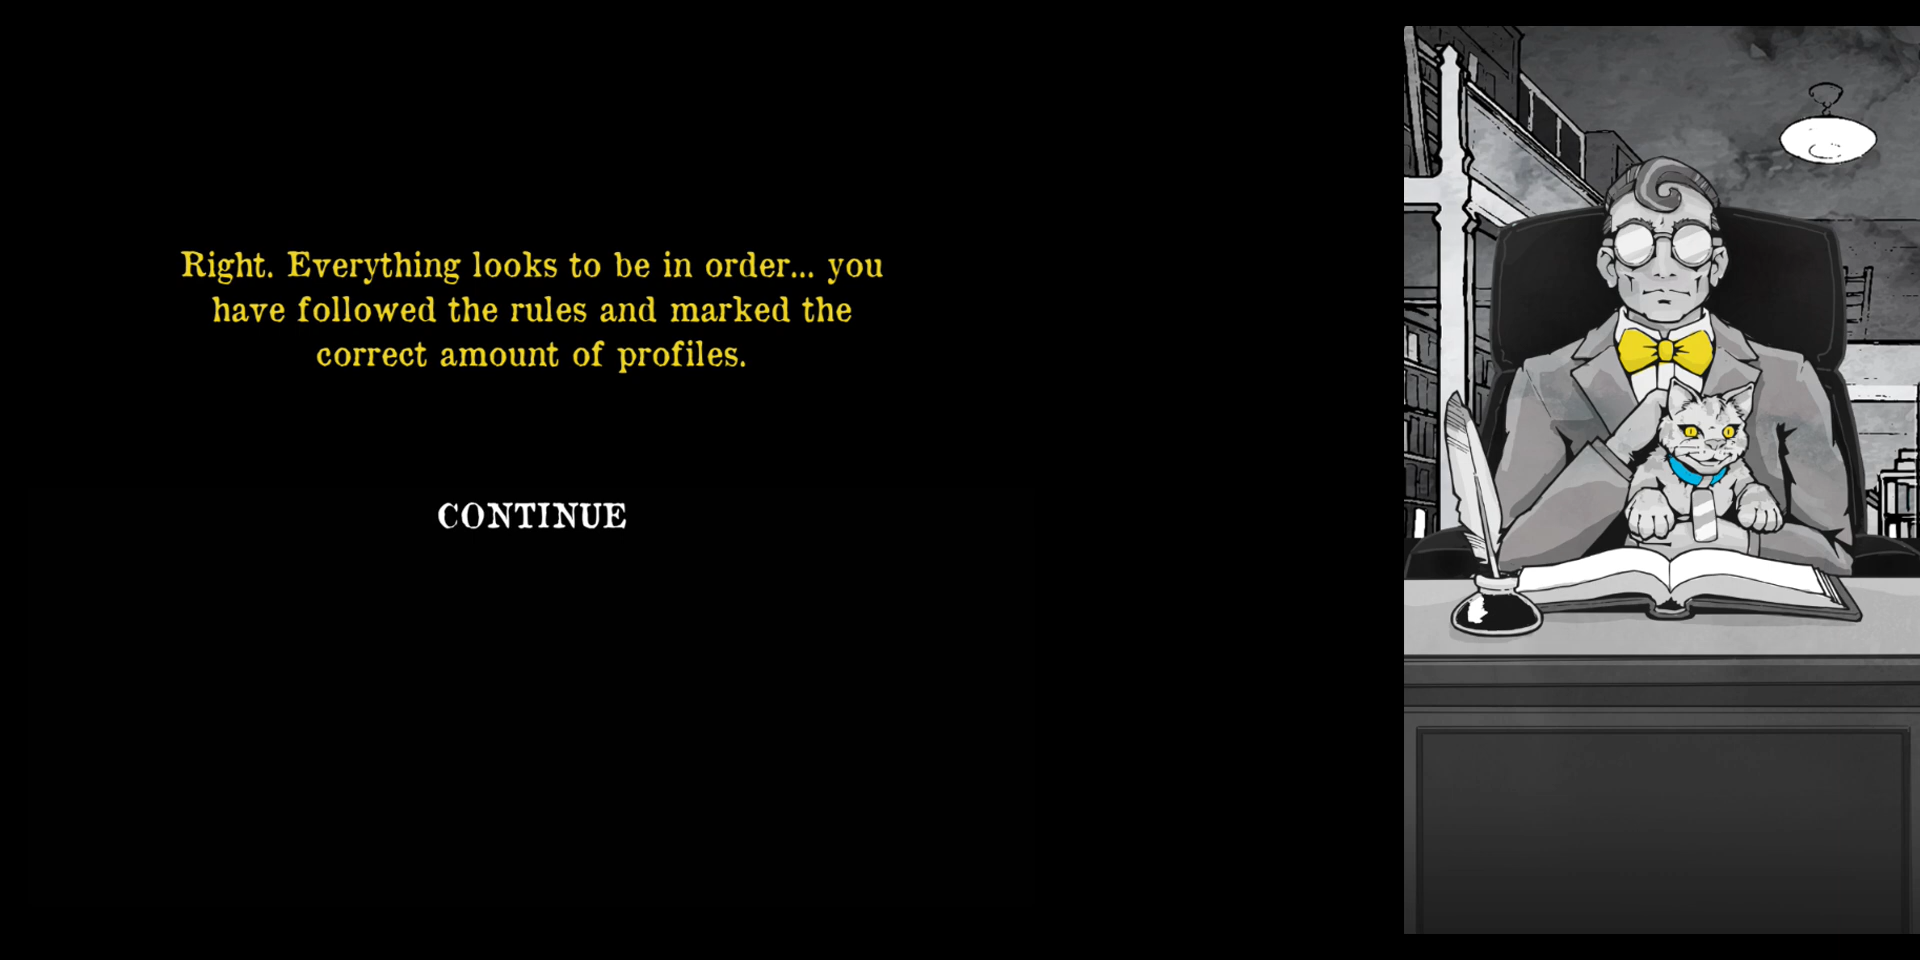 Right. Everything looks to be in order... you
have followed the rules and marked the
correct amount of profiles.
CONTINUE